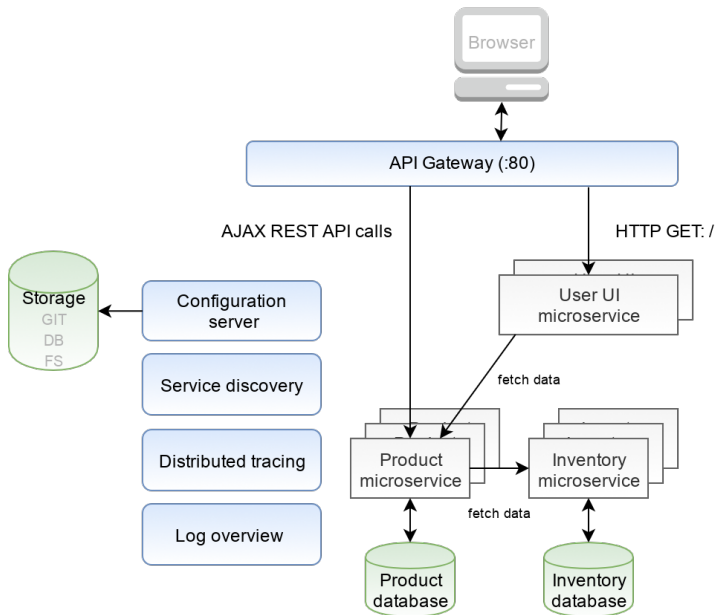 Browser
API Gateway (:80)
AJAX REST API calls
HTTP GET: /
Storage
GIT
DB
FS
Configuration
server
User UI
microservice
Service discovery
fetch data
Distributed tracing
Product
microservice
Inventory
microservice
fetch data
Log overview
Product
database
Inventory
database